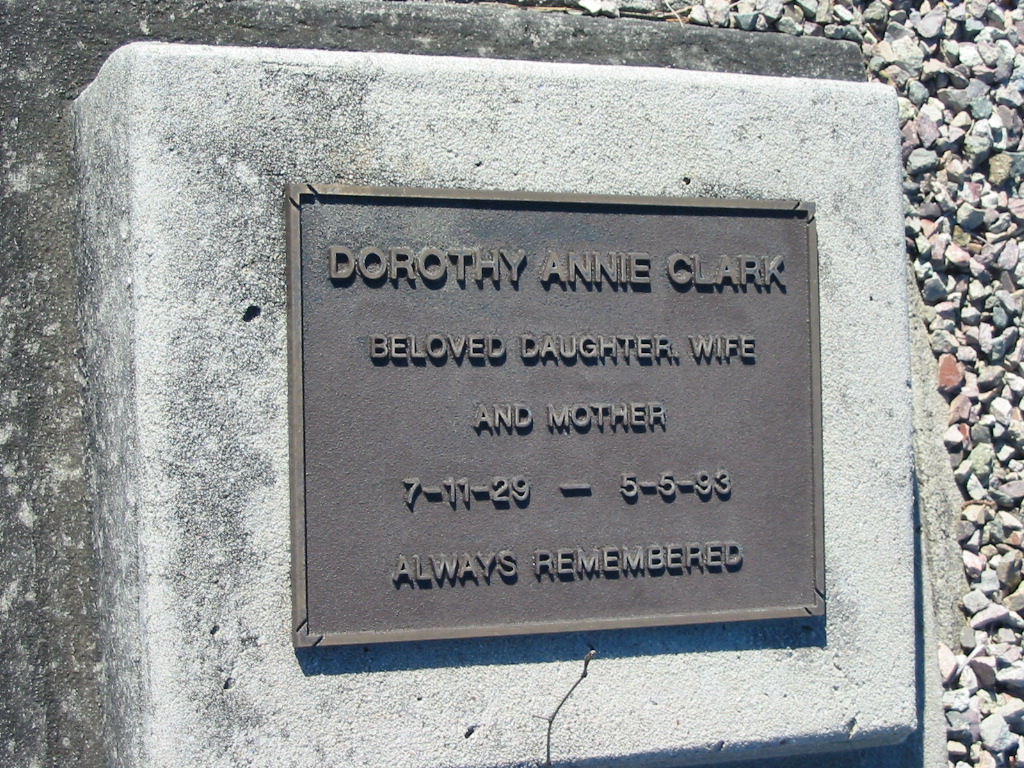 DOROTHY ANNIE CLARK
BELOVED DAUGHTER, WIFE
AND MOTHER
7-11-29 — 5-5-93
ALWAYS REMEMBERED